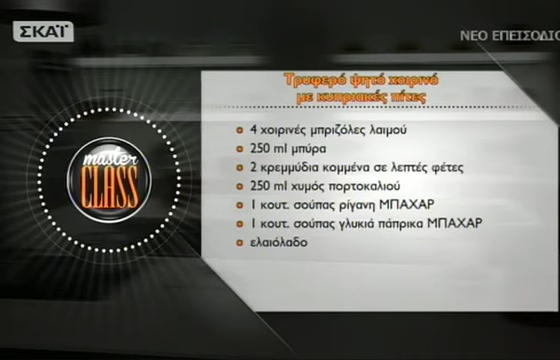 ΣΚΑΪ
ΝΕΟ ΕΠΕΙΣΟΔΙΟ
Τρυφερό ψητό χοιρινό
με κυπριακές πίτες
master
CLASS
4 χοιρινές μπριζόλες λαιμού
250 ml μπύρα
2 κρεμμύδια κομμένα σε λεπτές φέτες
250 ml χυμός πορτοκαλιού
1 κουτ. σούπας ρίγανη ΜΠΑΧΑΡ
1 κουτ. σούπας γλυκιά πάπρικα ΜΠΑΧΑΡ
ελαιόλαδο